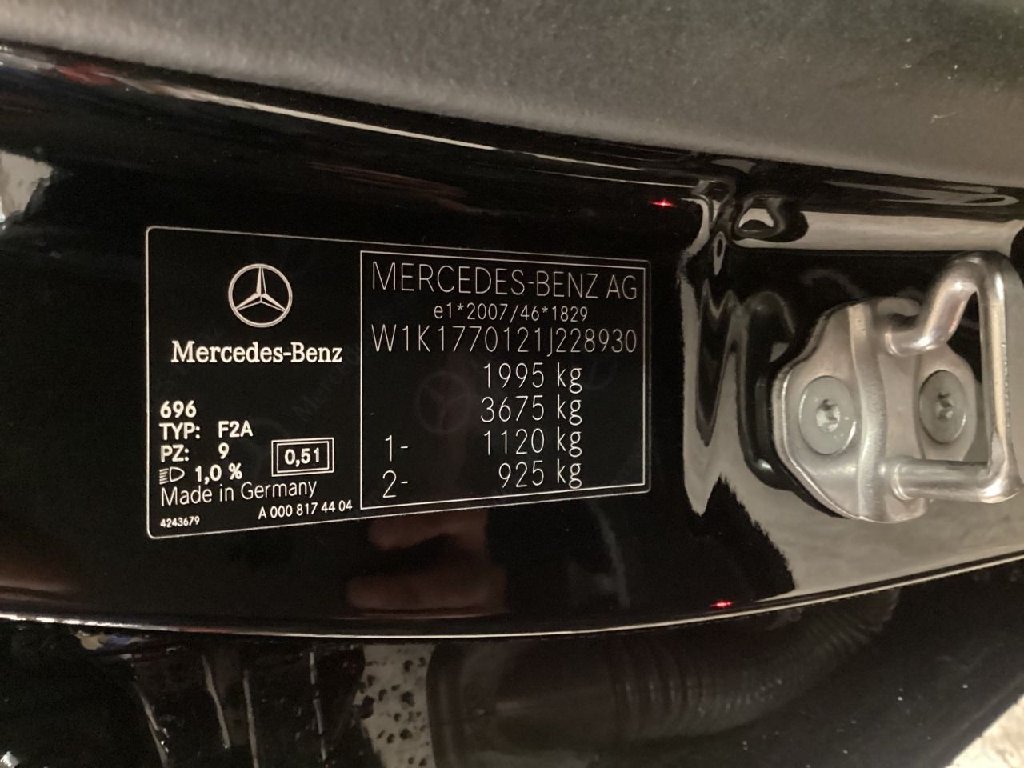 Mercedes-Benz
696
TYP: F2A
PZ: 9
1,0 %
0,51
Made in Germany
4243679
A 000 817 44 04
MERCEDES-BENZ AG
e1*2007/46*1829
W1K1770121J228930
1995 kg
3675 kg
1- 1120 kg
2- 925 kg